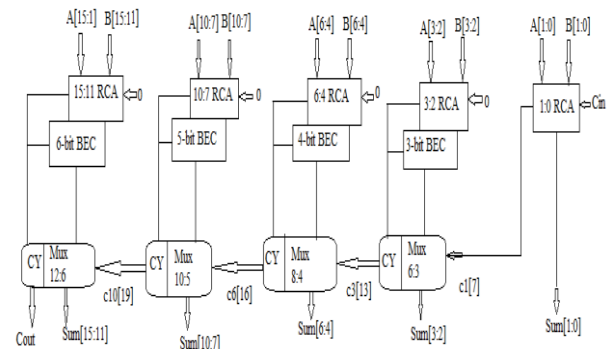 A[15:1] B[15:11] A[10:7] B[10:7] A[6:4] B[6:4] A[3:2] B[3:2] A[1:0] B[1:0]
15:11 RCA 0 10:7 RCA 0 6:4 RCA 0 3:2 RCA 0 1:0 RCA Cin
6-bit BEC 5-bit BEC 4-bit BEC 3-bit BEC
CY Mux 12:6 CY Mux 10:5 CY Mux 8:4 CY Mux 6:3
c10[19] c6[16] c3[13] c1[7]
Cout Sum[15:11] Sum[10:7] Sum[6:4] Sum[3:2] Sum[1:0]